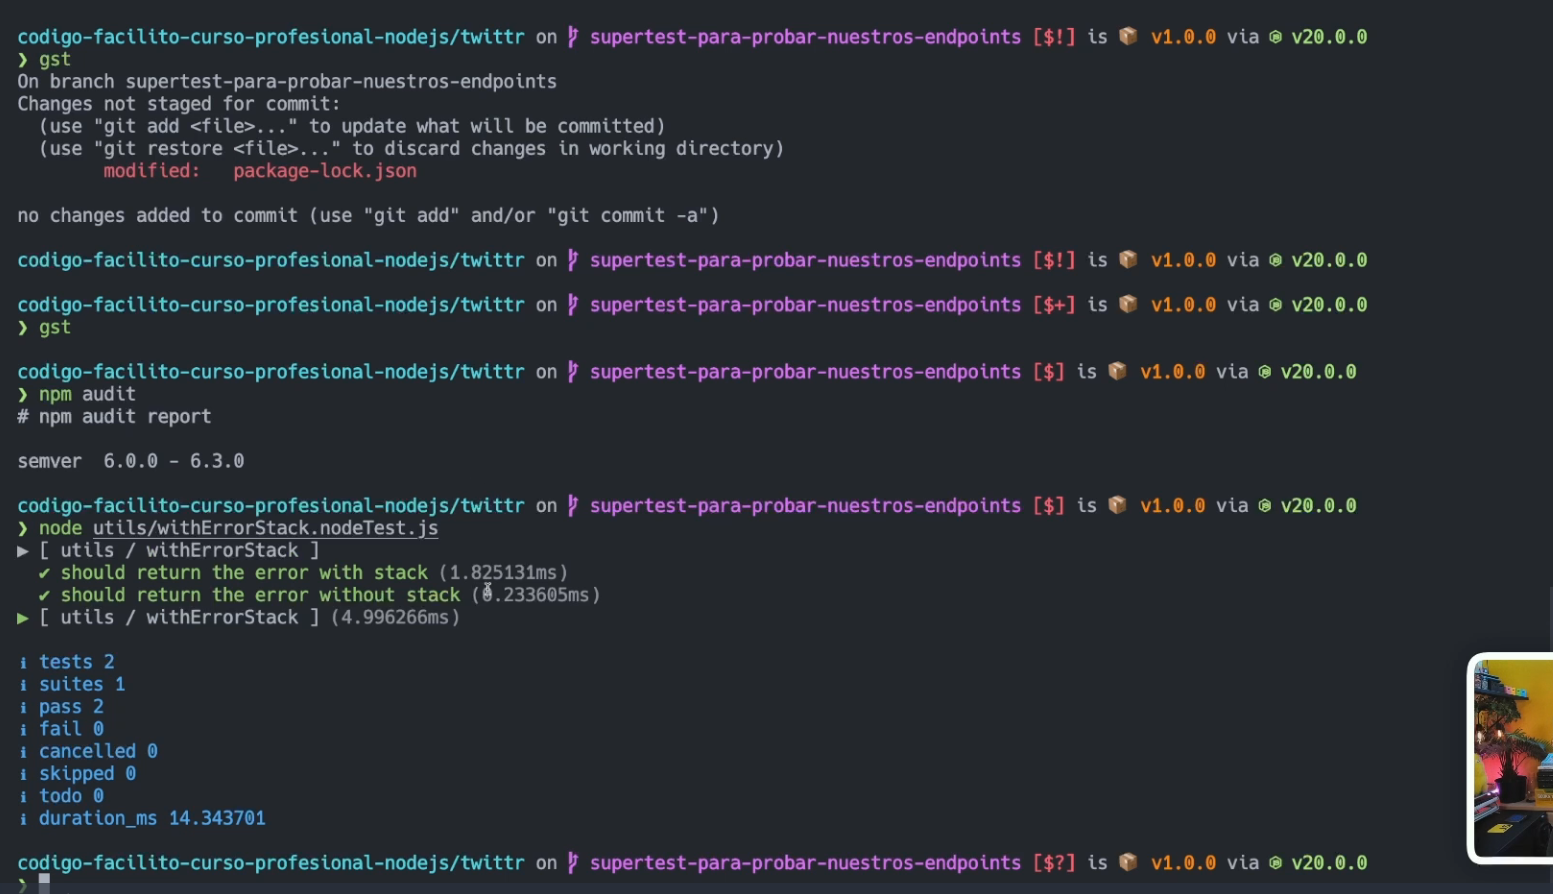 codigo-facilito-curso-profesional-nodejs/twittr on supertest-para-probar-nuestros-endpoints [$!] is 📦 v1.0.0 via v20.0.0
❯ gst
On branch supertest-para-probar-nuestros-endpoints
Changes not staged for commit:
(use "git add <file>..." to update what will be committed)
(use "git restore <file>..." to discard changes in working directory)
modified: package-lock.json
no changes added to commit (use "git add" and/or "git commit -a")
codigo-facilito-curso-profesional-nodejs/twittr on supertest-para-probar-nuestros-endpoints [$!] is 📦 v1.0.0 via v20.0.0
codigo-facilito-curso-profesional-nodejs/twittr on supertest-para-probar-nuestros-endpoints [$+] is 📦 v1.0.0 via v20.0.0
❯ gst
codigo-facilito-curso-profesional-nodejs/twittr on supertest-para-probar-nuestros-endpoints [$] is 📦 v1.0.0 via v20.0.0
❯ npm audit
# npm audit report
semver 6.0.0 - 6.3.0
codigo-facilito-curso-profesional-nodejs/twittr on supertest-para-probar-nuestros-endpoints [$] is 📦 v1.0.0 via v20.0.0
❯ node utils/withErrorStack.nodeTest.js
▶ [ utils / withErrorStack ]
✔ should return the error with stack (1.825131ms)
✔ should return the error without stack (0.233605ms)
▶ [ utils / withErrorStack ] (4.996266ms)
ℹ tests 2
ℹ suites 1
ℹ pass 2
ℹ fail 0
ℹ cancelled 0
ℹ skipped 0
ℹ todo 0
ℹ duration_ms 14.343701
codigo-facilito-curso-profesional-nodejs/twittr on supertest-para-probar-nuestros-endpoints [$?] is 📦 v1.0.0 via v20.0.0
❯